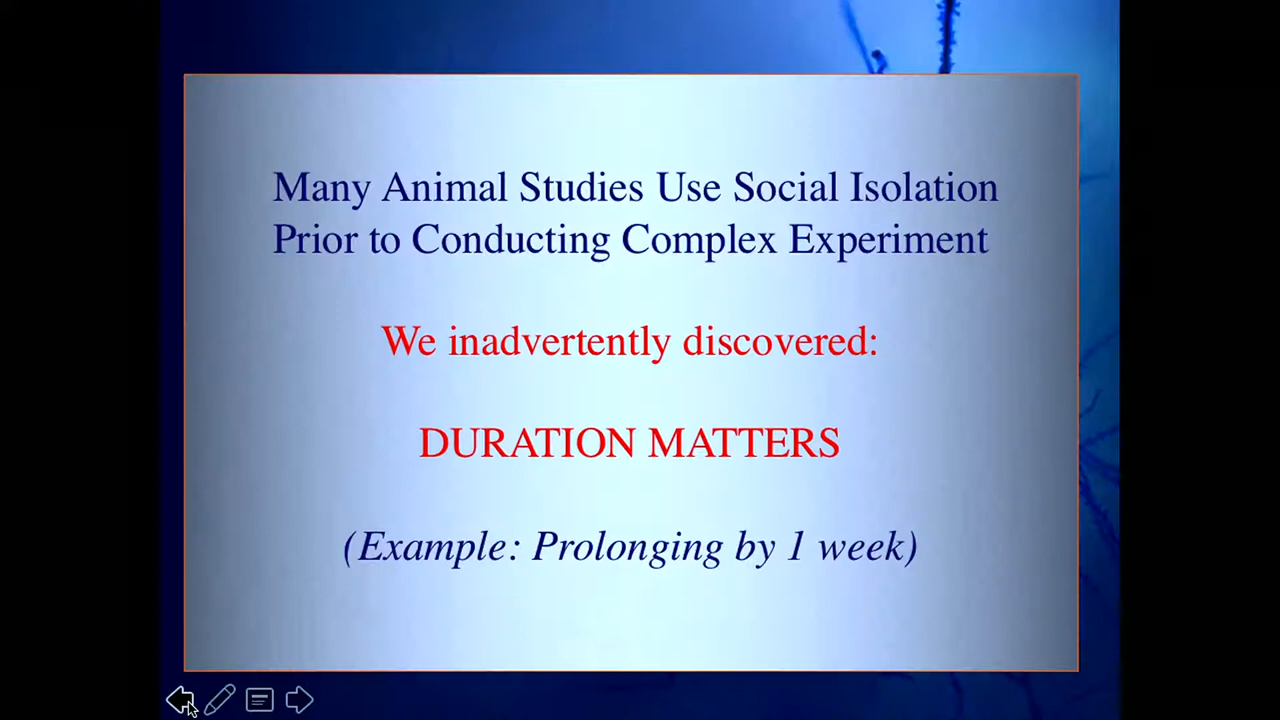 Many Animal Studies Use Social Isolation
Prior to Conducting Complex Experiment
We inadvertently discovered:
DURATION MATTERS
(Example: Prolonging by 1 week)